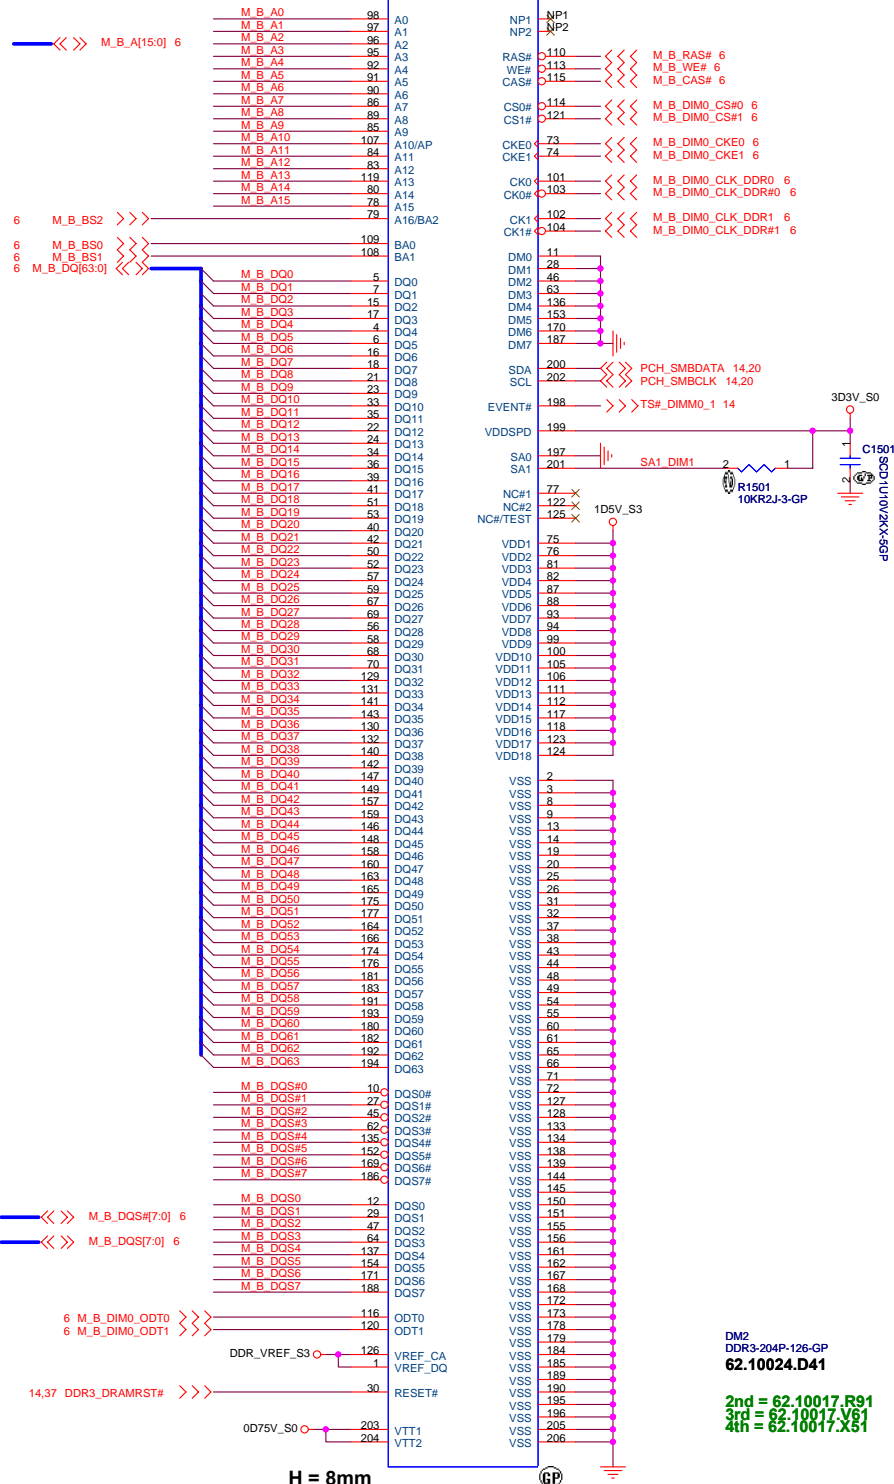 M_B_A[15:0] 6
M_B_A0 98 A0
M_B_A1 97 A1
M_B_A2 96 A2
M_B_A3 95 A3
M_B_A4 92 A4
M_B_A5 91 A5
M_B_A6 90 A6
M_B_A7 86 A7
M_B_A8 89 A8
M_B_A9 85 A9
M_B_A10 107 A10/AP
M_B_A11 84 A11
M_B_A12 83 A12
M_B_A13 119 A13
M_B_A14 80 A14
M_B_A15 78 A15
6 M_B_BS2 79 A16/BA2
6 M_B_BS0 109 BA0
6 M_B_BS1 108 BA1
6 M_B_DQ[63:0]
M_B_DQ0 5 DQ0
M_B_DQ1 7 DQ1
M_B_DQ2 15 DQ2
M_B_DQ3 17 DQ3
M_B_DQ4 4 DQ4
M_B_DQ5 6 DQ5
M_B_DQ6 16 DQ6
M_B_DQ7 18 DQ7
M_B_DQ8 21 DQ8
M_B_DQ9 23 DQ9
M_B_DQ10 33 DQ10
M_B_DQ11 35 DQ11
M_B_DQ12 22 DQ12
M_B_DQ13 24 DQ13
M_B_DQ14 34 DQ14
M_B_DQ15 36 DQ15
M_B_DQ16 39 DQ16
M_B_DQ17 41 DQ17
M_B_DQ18 51 DQ18
M_B_DQ19 53 DQ19
M_B_DQ20 40 DQ20
M_B_DQ21 42 DQ21
M_B_DQ22 50 DQ22
M_B_DQ23 52 DQ23
M_B_DQ24 57 DQ24
M_B_DQ25 59 DQ25
M_B_DQ26 67 DQ26
M_B_DQ27 69 DQ27
M_B_DQ28 56 DQ28
M_B_DQ29 58 DQ29
M_B_DQ30 68 DQ30
M_B_DQ31 70 DQ31
M_B_DQ32 129 DQ32
M_B_DQ33 131 DQ33
M_B_DQ34 141 DQ34
M_B_DQ35 143 DQ35
M_B_DQ36 130 DQ36
M_B_DQ37 132 DQ37
M_B_DQ38 140 DQ38
M_B_DQ39 142 DQ39
M_B_DQ40 147 DQ40
M_B_DQ41 149 DQ41
M_B_DQ42 157 DQ42
M_B_DQ43 159 DQ43
M_B_DQ44 146 DQ44
M_B_DQ45 148 DQ45
M_B_DQ46 158 DQ46
M_B_DQ47 160 DQ47
M_B_DQ48 163 DQ48
M_B_DQ49 165 DQ49
M_B_DQ50 175 DQ50
M_B_DQ51 177 DQ51
M_B_DQ52 164 DQ52
M_B_DQ53 166 DQ53
M_B_DQ54 174 DQ54
M_B_DQ55 176 DQ55
M_B_DQ56 181 DQ56
M_B_DQ57 183 DQ57
M_B_DQ58 191 DQ58
M_B_DQ59 193 DQ59
M_B_DQ60 180 DQ60
M_B_DQ61 182 DQ61
M_B_DQ62 192 DQ62
M_B_DQ63 194 DQ63
M_B_DQS#0 10 DQS0#
M_B_DQS#1 27 DQS1#
M_B_DQS#2 45 DQS2#
M_B_DQS#3 62 DQS3#
M_B_DQS#4 135 DQS4#
M_B_DQS#5 152 DQS5#
M_B_DQS#6 169 DQS6#
M_B_DQS#7 186 DQS7#
M_B_DQS#[7:0] 6
M_B_DQS[7:0] 6
M_B_DQS0 12 DQS0
M_B_DQS1 29 DQS1
M_B_DQS2 47 DQS2
M_B_DQS3 64 DQS3
M_B_DQS4 137 DQS4
M_B_DQS5 154 DQS5
M_B_DQS6 171 DQS6
M_B_DQS7 188 DQS7
6 M_B_DIM0_ODT0 116 ODT0
6 M_B_DIM0_ODT1 120 ODT1
DDR_VREF_S3 126 VREF_CA
1 VREF_DQ
14,37 DDR3_DRAMRST# 30 RESET#
0D75V_S0 203 VTT1
204 VTT2
H = 8mm
NP1 NP1
NP2 NP2
RAS# 110 M_B_RAS# 6
WE# 113 M_B_WE# 6
CAS# 115 M_B_CAS# 6
CS0# 114 M_B_DIM0_CS#0 6
CS1# 121 M_B_DIM0_CS#1 6
CKE0 73 M_B_DIM0_CKE0 6
CKE1 74 M_B_DIM0_CKE1 6
CK0 101 M_B_DIM0_CLK_DDR0 6
CK0# 103 M_B_DIM0_CLK_DDR#0 6
CK1 102 M_B_DIM0_CLK_DDR1 6
CK1# 104 M_B_DIM0_CLK_DDR#1 6
DM0 11
DM1 28
DM2 46
DM3 63
DM4 136
DM5 153
DM6 170
DM7 187
SDA 200 PCH_SMBDATA 14,20
SCL 202 PCH_SMBCLK 14,20
EVENT# 198 TS#_DIMM0_1 14
VDDSPD 199
3D3V_S0
SA0 197
SA1 201 SA1_DIM1 2 1
R1501
10KR2J-3-GP
1 2
C1501
SCD1U10V2KX-5GP
NC#1 77
NC#2 122
NC#/TEST 125
1D5V_S3
VDD1 75
VDD2 76
VDD3 81
VDD4 82
VDD5 87
VDD6 88
VDD7 93
VDD8 94
VDD9 99
VDD10 100
VDD11 105
VDD12 106
VDD13 111
VDD14 112
VDD15 117
VDD16 118
VDD17 123
VDD18 124
VSS 2
VSS 3
VSS 8
VSS 9
VSS 13
VSS 14
VSS 19
VSS 20
VSS 25
VSS 26
VSS 31
VSS 32
VSS 37
VSS 38
VSS 43
VSS 44
VSS 48
VSS 49
VSS 54
VSS 55
VSS 60
VSS 61
VSS 65
VSS 66
VSS 71
VSS 72
VSS 127
VSS 128
VSS 133
VSS 134
VSS 138
VSS 139
VSS 144
VSS 145
VSS 150
VSS 151
VSS 155
VSS 156
VSS 161
VSS 162
VSS 167
VSS 168
VSS 172
VSS 173
VSS 178
VSS 179
VSS 184
VSS 185
VSS 189
VSS 190
VSS 195
VSS 196
VSS 205
VSS 206
GP
DM2
DDR3-204P-126-GP
62.10024.D41
2nd = 62.10017.R91
3rd = 62.10017.V61
4th = 62.10017.X51